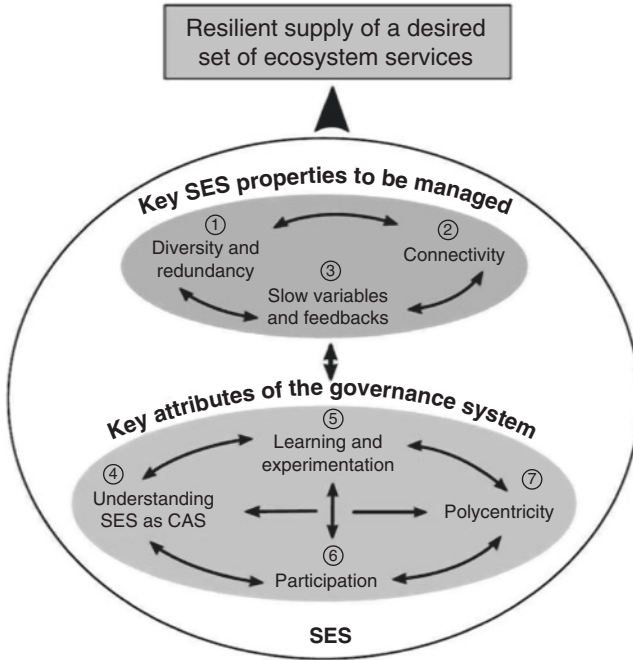 Resilient supply of a desired
set of ecosystem services
Key SES properties to be managed
①
Diversity and
redundancy
②
Connectivity
③
Slow variables
and feedbacks
Key attributes of the governance system
⑤
Learning and
experimentation
④
Understanding
SES as CAS
⑦
Polycentricity
⑥
Participation
SES